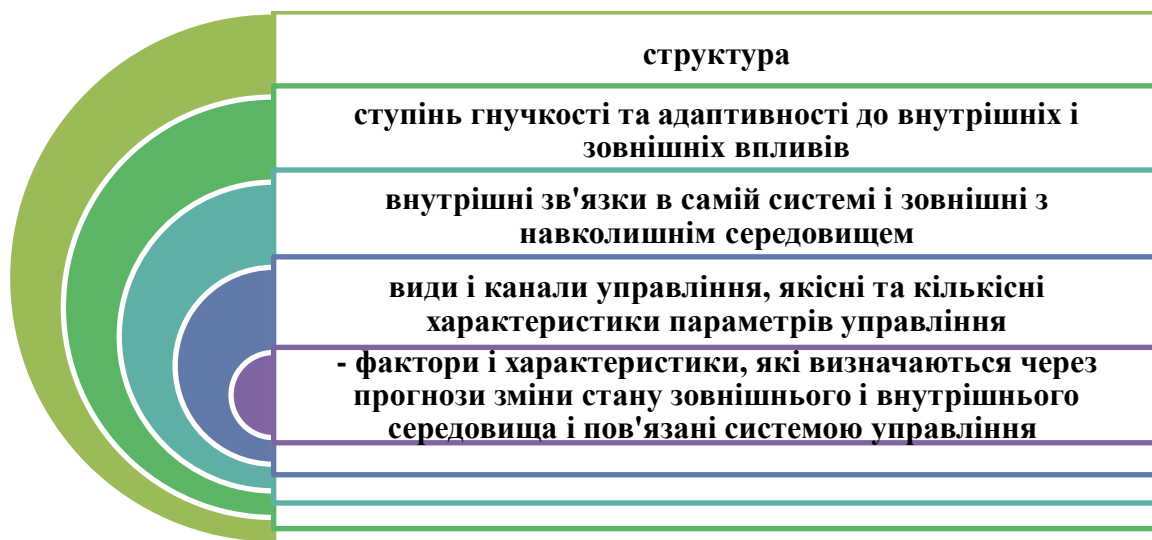 структура
ступінь гнучкості та адаптивності до внутрішніх і
зовнішніх впливів
внутрішні зв'язки в самій системі і зовнішні з
навколишнім середовищем
види і канали управління, якісні та кількісні
характеристики параметрів управління
- фактори і характеристики, які визначаються через
прогнози зміни стану зовнішнього і внутрішнього
середовища і пов'язані системою управління